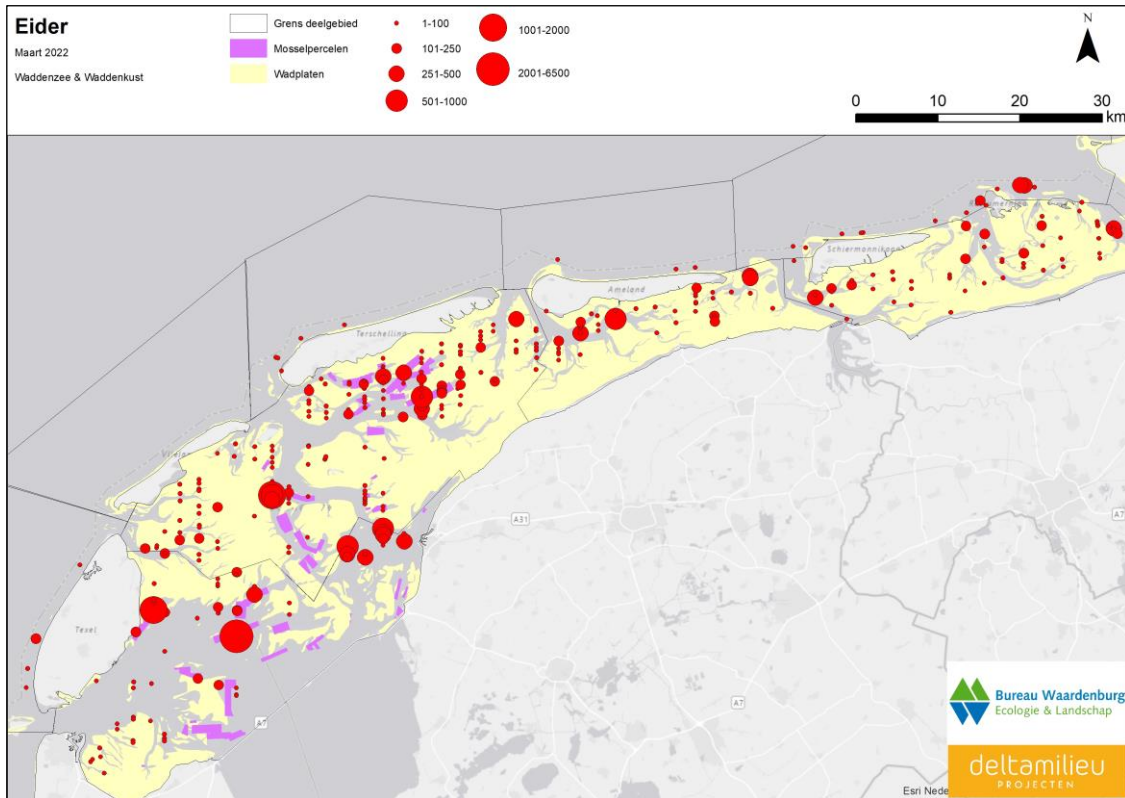 Eider
Maart 2022
Waddenzee & Waddenkust
Grens deelgebied
Mosselpercelen
Wadplaten
1-100
101-250
251-500
501-1000
1001-2000
2001-6500
N
0 10 20 30
km
Schiermonnikoog
Ameland
Terschelling
A31
A7
Texel
A7
A7
Bureau Waardenburg
Ecologie & Landschap
deltamilieu
PROJECTEN
Esri Nede